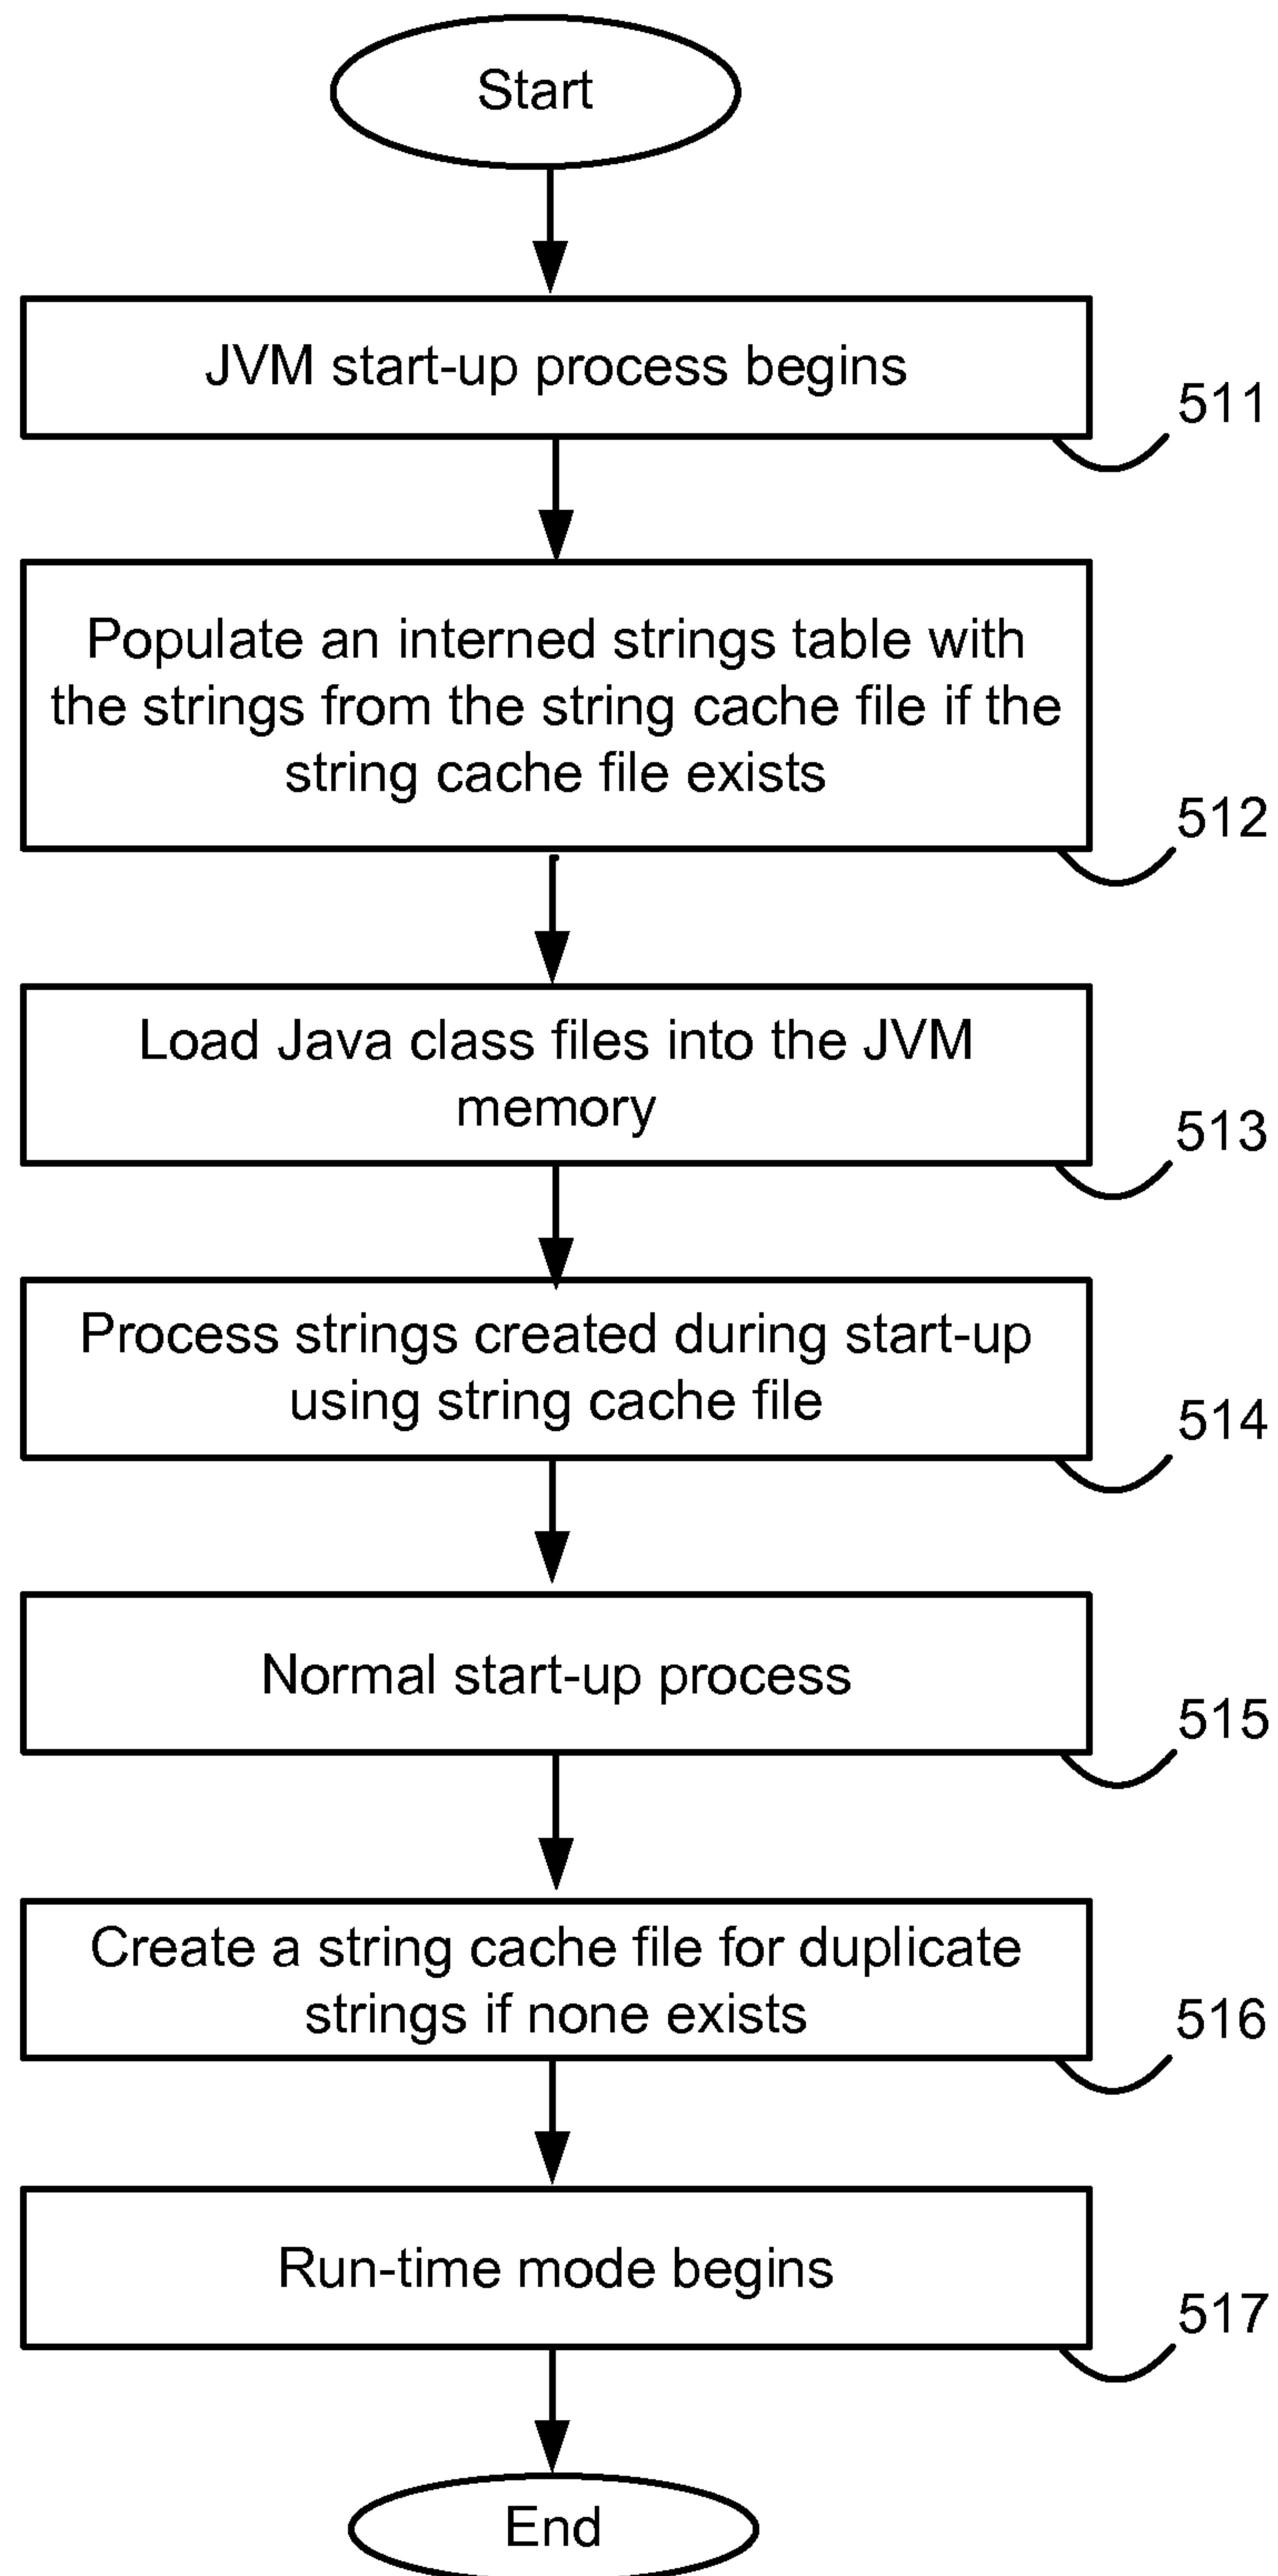 Start
JVM start-up process begins
511
Populate an interned strings table with
the strings from the string cache file if the
string cache file exists
512
Load Java class files into the JVM
memory
513
Process strings created during start-up
using string cache file
514
Normal start-up process
515
Create a string cache file for duplicate
strings if none exists
516
Run-time mode begins
517
End